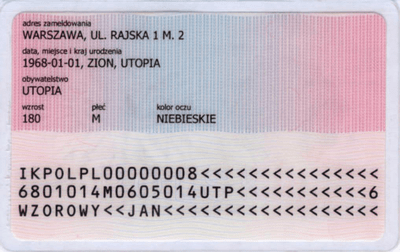 adres zameldowania
WARSZAWA, UL. RAJSKA 1 M. 2
data, miejsce i kraj urodzenia
1968-01-01, ZION, UTOPIA
obywatelstwo
UTOPIA
wzrost płeć kolor oczu
180 M NIEBIESKIE
IKPOLPL00000008<<<<<<<<<<<<<<<
6801014M0605014UTP<<<<<<<<<<<6
WZOROWY<<JAN<<<<<<<<<<<<<<<<<<